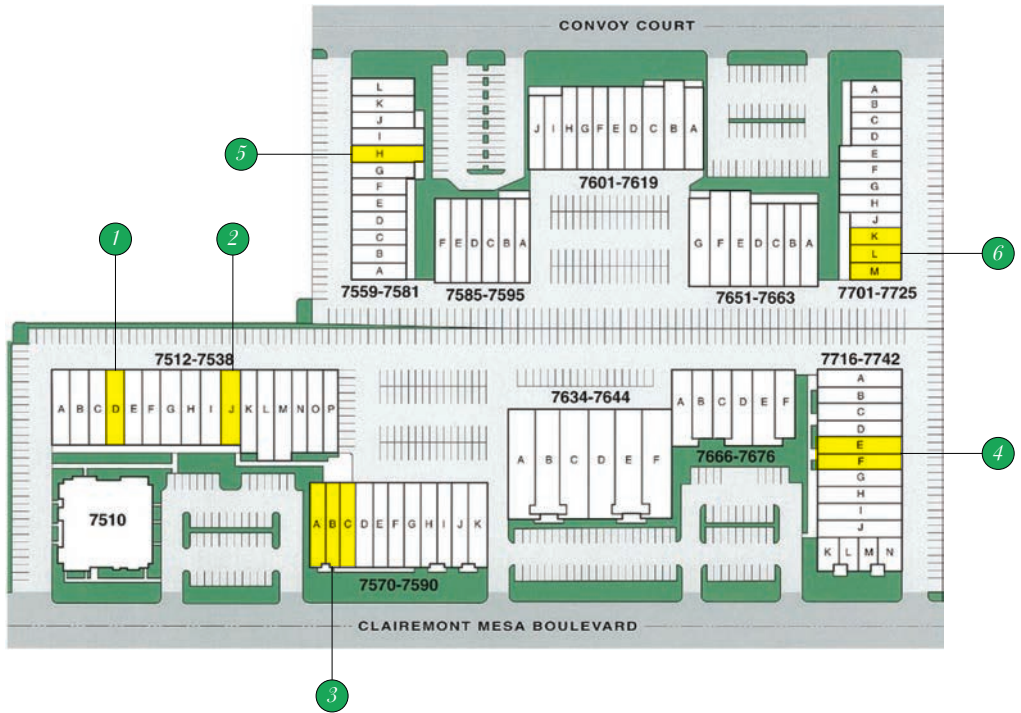 CONVOY COURT
L
K
J
I
H
G
F
E
D
C
B
A
7559-7581
5
F E D C B A
7585-7595
J I H G F E D C B A
7601-7619
G F E D C B A
7651-7663
A
B
C
D
E
F
G
H
J
K
L
M
7701-7725
6
1
2
7512-7538
A B C D E F G H I J K L M N O P
7510
A B C D E F G H I J K
7570-7590
3
7634-7644
A B C D E F
A B C D E F
7666-7676
7716-7742
A
B
C
D
E
F
G
H
I
J
K L M N
4
CLAIREMONT MESA BOULEVARD